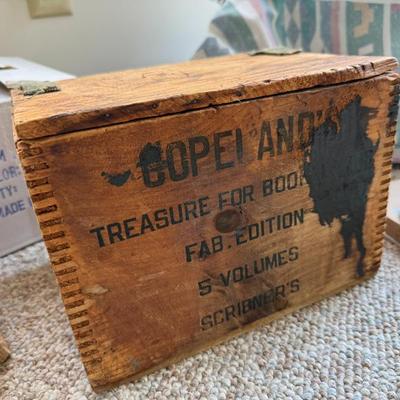 COPELAND'S
TREASURE FOR BOOK
FAB. EDITION
5 VOLUMES
SCRIBNER'S